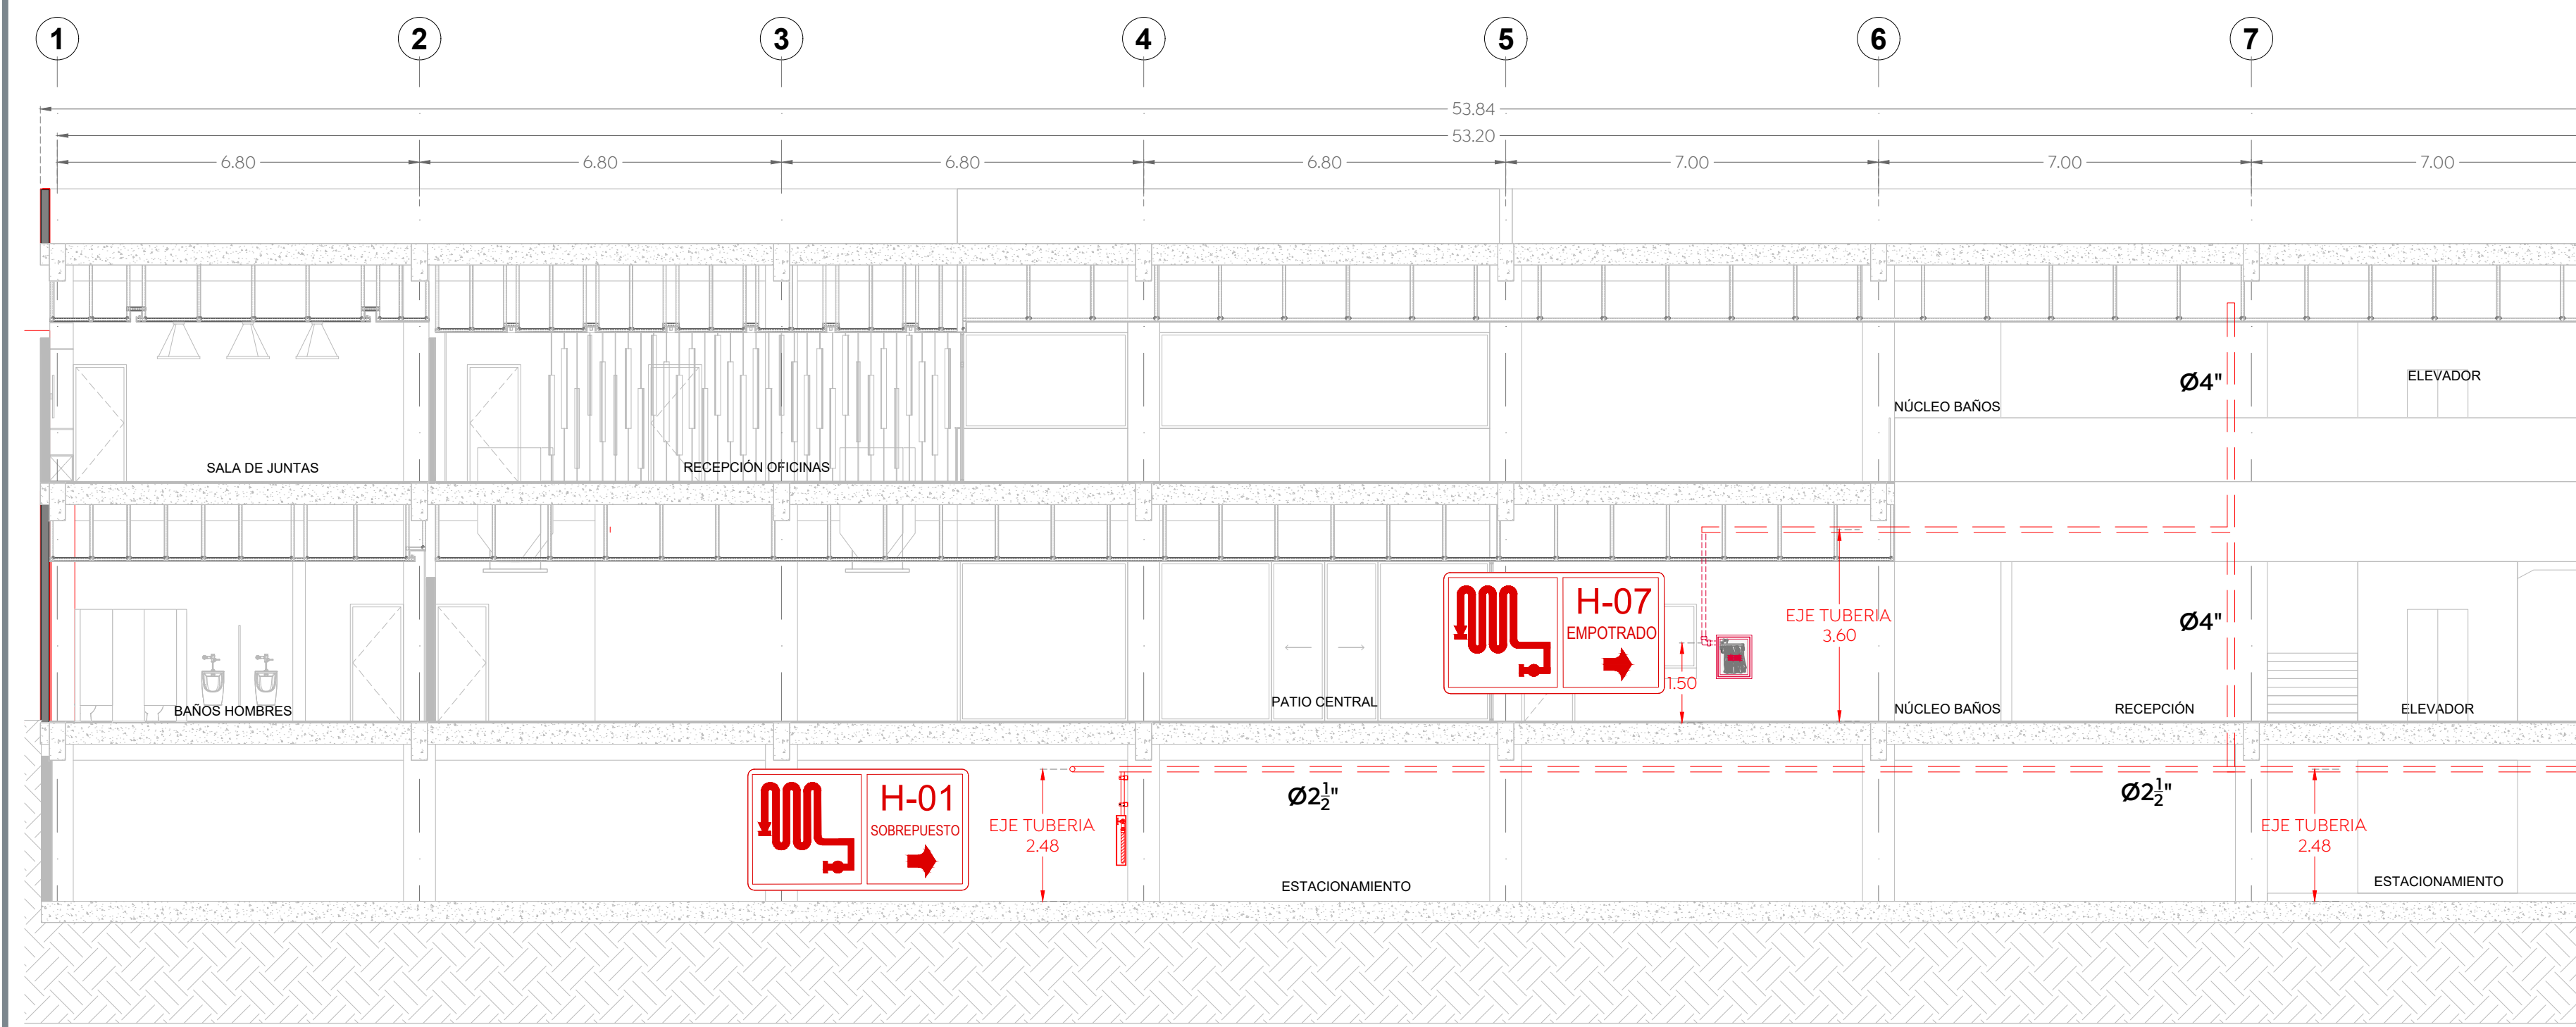 1
2
3
4
5
6
7
53.84
53.20
6.80
6.80
6.80
6.80
7.00
7.00
7.00
Ø4"
ELEVADOR
NÚCLEO BAÑOS
SALA DE JUNTAS
RECEPCIÓN OFICINAS
H-07
EMPOTRADO
EJE TUBERIA
3.60
Ø4"
1.50
PATIO CENTRAL
BAÑOS HOMBRES
NÚCLEO BAÑOS
RECEPCIÓN
ELEVADOR
H-01
SOBREPUESTO
EJE TUBERIA
2.48
Ø2½"
Ø2½"
EJE TUBERIA
2.48
ESTACIONAMIENTO
ESTACIONAMIENTO